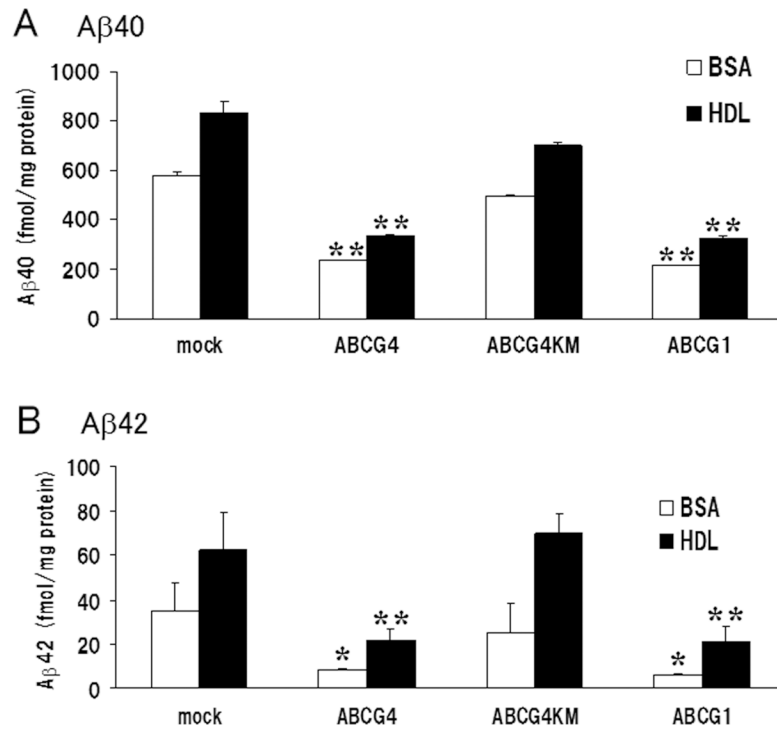 A Aβ40
Aβ40 (fmol/mg protein)
1000
800
600
400
200
0
BSA
HDL
** ** ** **
mock ABCG4 ABCG4KM ABCG1
B Aβ42
Aβ42 (fmol/mg protein)
100
80
60
40
20
0
BSA
HDL
* ** * **
mock ABCG4 ABCG4KM ABCG1